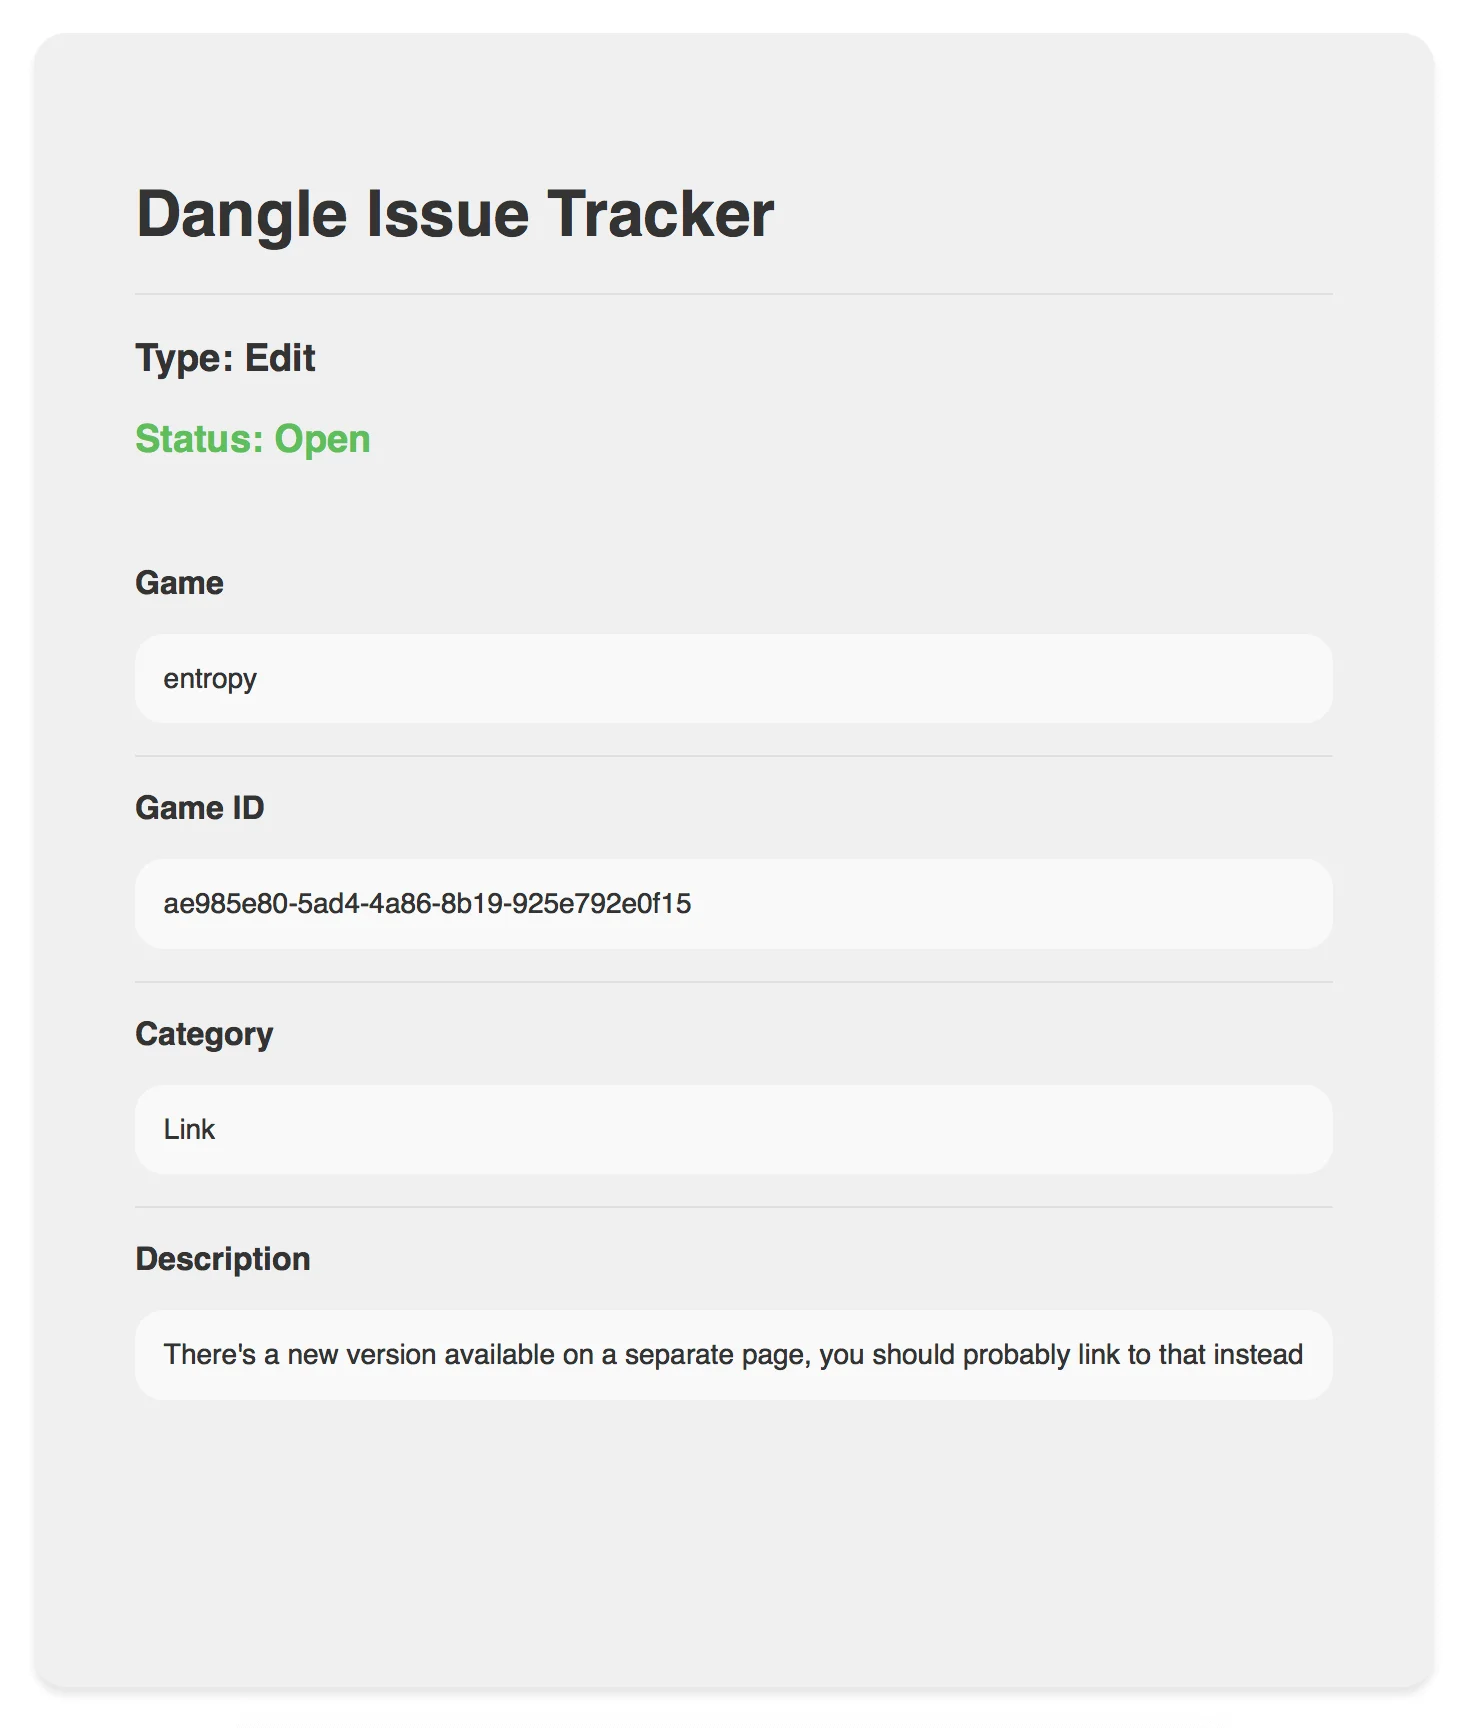 Dangle Issue Tracker
Type: Edit
Status: Open
Game
entropy
Game ID
ae985e80-5ad4-4a86-8b19-925e792e0f15
Category
Link
Description
There's a new version available on a separate page, you should probably link to that instead